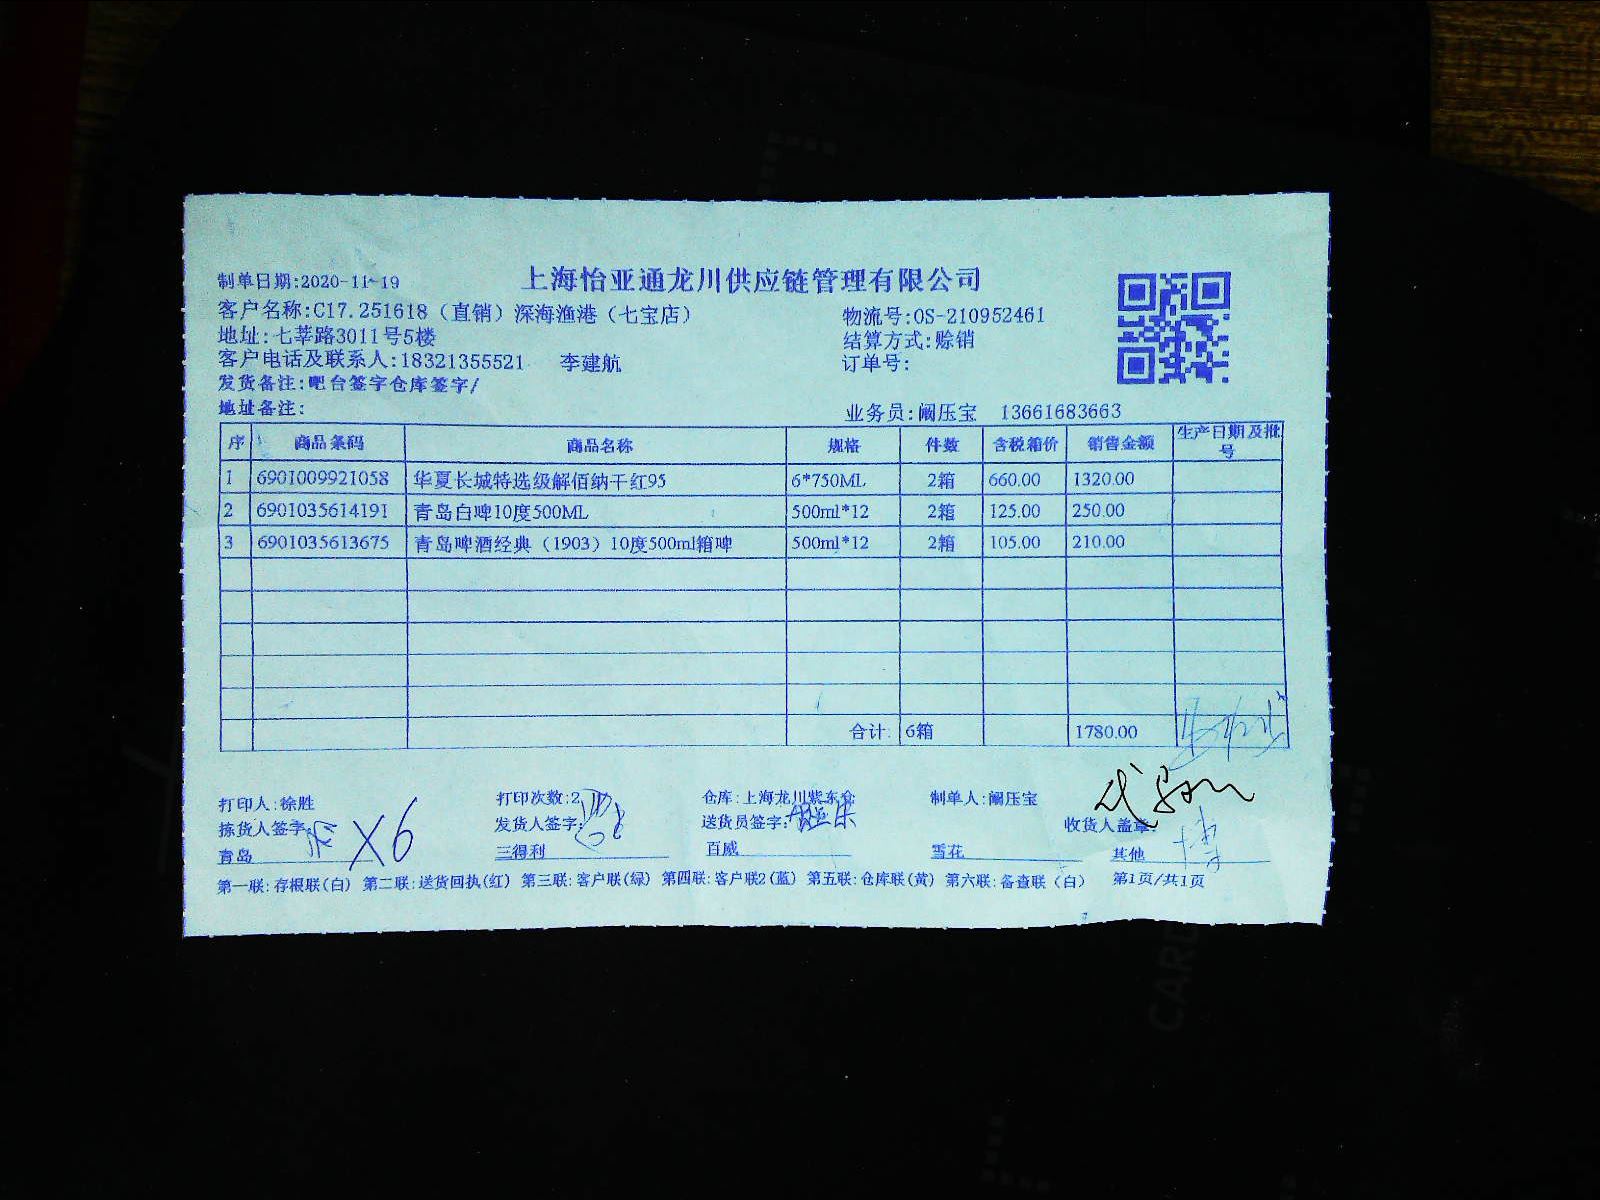 上海怡亚通龙川供应链管理有限公司
制单日期:2020-11-19
客户名称:C17.251618（直销）深海渔港（七宝店） 物流号:OS-210952461
地址:七莘路3011号5楼 结算方式:赊销
客户电话及联系人:18321355521 李建航 订单号:
发货备注:吧台签字仓库签字/
地址备注: 业务员:阚压宝 13661683663
序 商品条码 商品名称 规格 件数 含税箱价 销售金额 生产日期及批号
1 6901009921058 华夏长城特选级解佰纳干红95 6*750ML 2箱 660.00 1320.00
2 6901035614191 青岛白啤10度500ML 500ml*12 2箱 125.00 250.00
3 6901035613675 青岛啤酒经典（1903）10度500ml箱啤 500ml*12 2箱 105.00 210.00
合计: 6箱 1780.00
打印人:徐胜 打印次数:2 仓库:上海龙川紫东仓 制单人:阚压宝
拣货人签字: 发货人签字: 送货员签字: 收货人盖章:
X6
青岛 三得利 百威 雪花 其他
第一联:存根联(白) 第二联:送货回执(红) 第三联:客户联(绿) 第四联:客户联2(蓝) 第五联:仓库联(黄) 第六联:备查联（白） 第1页/共1页